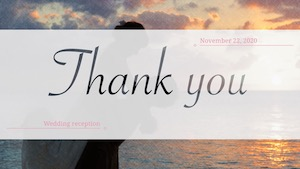 November 22, 2020
Thank you
Wedding reception